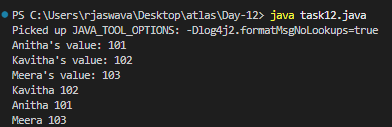 PS C:\Users\rjaswava\Desktop\atlas\Day-12> java task12.java
Picked up JAVA_TOOL_OPTIONS: -Dlog4j2.formatMsgNoLookups=true
Anitha's value: 101
Kavitha's value: 102
Meera's value: 103
Kavitha 102
Anitha 101
Meera 103